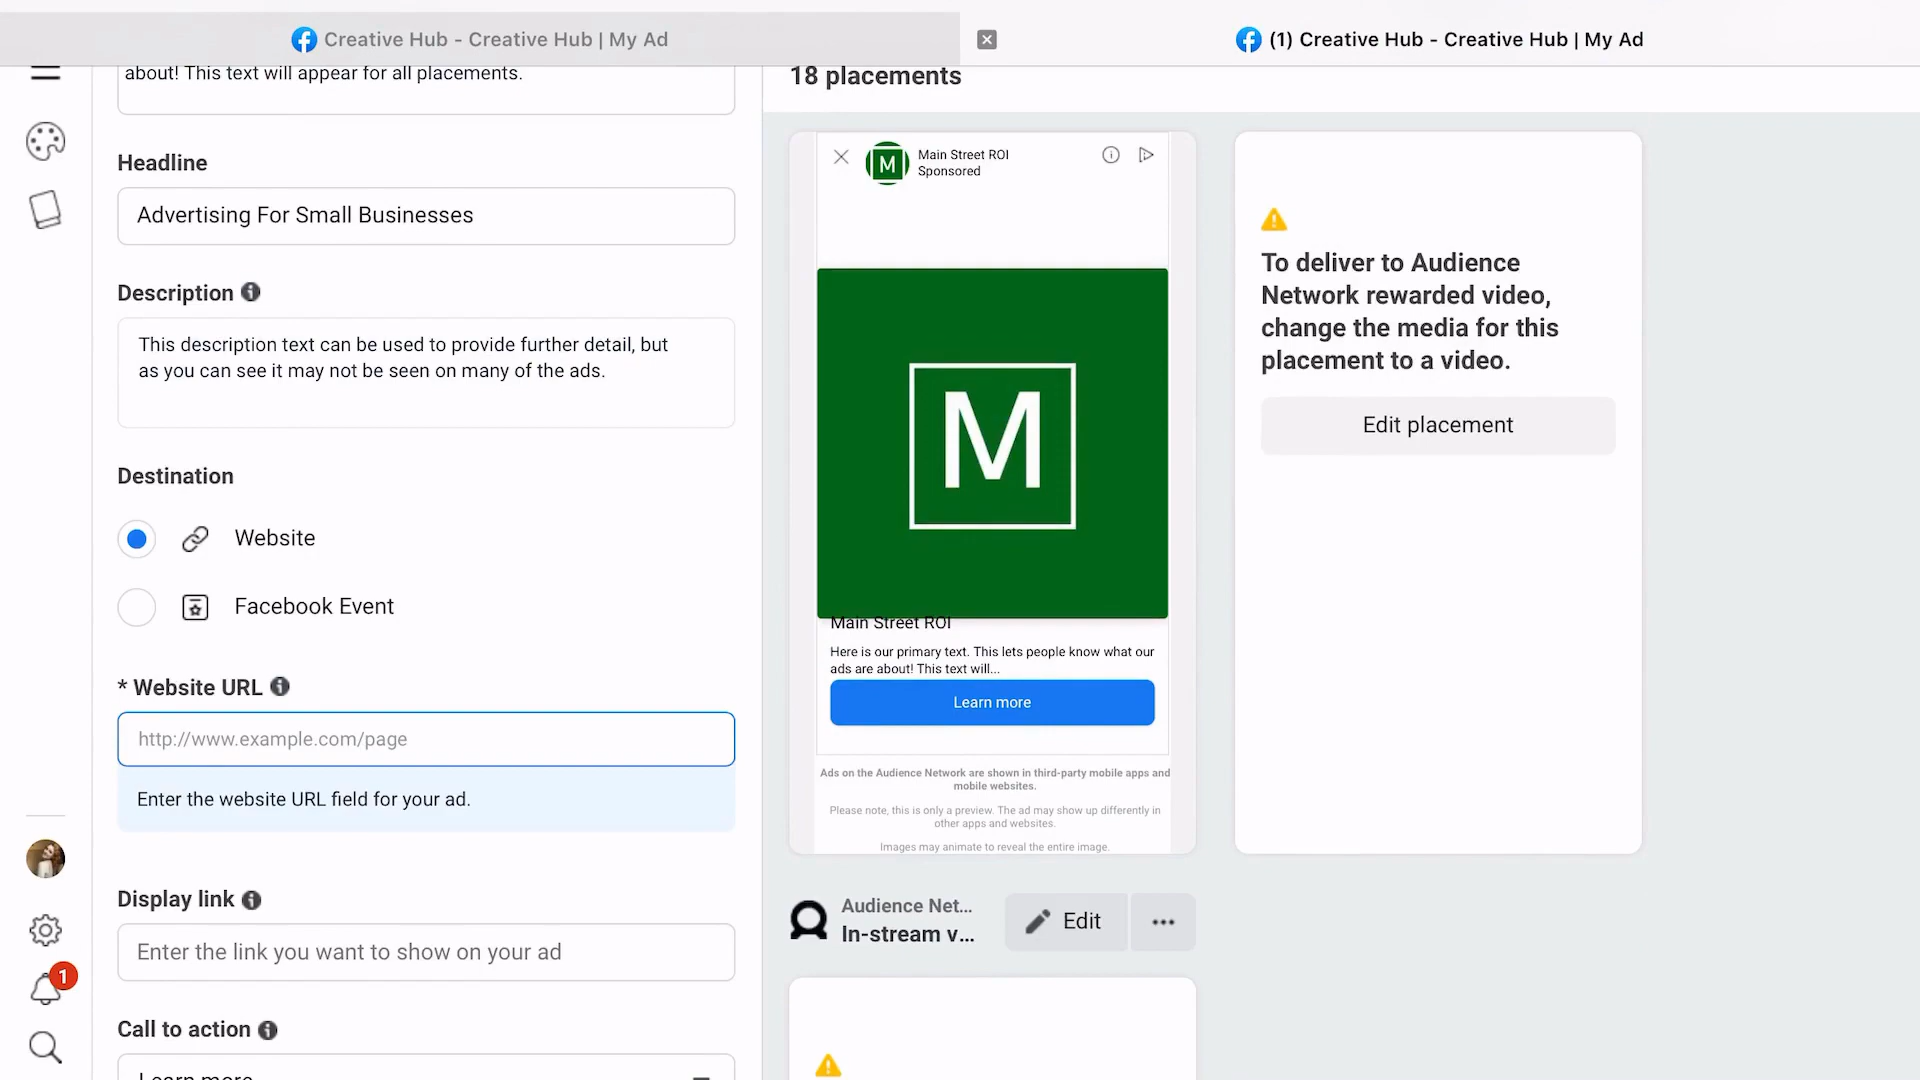 Creative Hub - Creative Hub | My Ad
(1) Creative Hub - Creative Hub | My Ad
about! This text will appear for all placements.
Headline
Advertising For Small Businesses
Description
This description text can be used to provide further detail, but
as you can see it may not be seen on many of the ads.
Destination
Website
Facebook Event
* Website URL
http://www.example.com/page
Enter the website URL field for your ad.
Display link
Enter the link you want to show on your ad
Call to action
Learn more
1
18 placements
M
Main Street ROI
Sponsored
M
Main Street ROI
Here is our primary text. This lets people know what our
ads are about! This text will...
Learn more
Ads on the Audience Network are shown in third-party mobile apps and
mobile websites.
Please note, this is only a preview. The ad may show up differently in
other apps and websites.
Images may animate to reveal the entire image.
To deliver to Audience
Network rewarded video,
change the media for this
placement to a video.
Edit placement
Audience Net...
In-stream v...
Edit